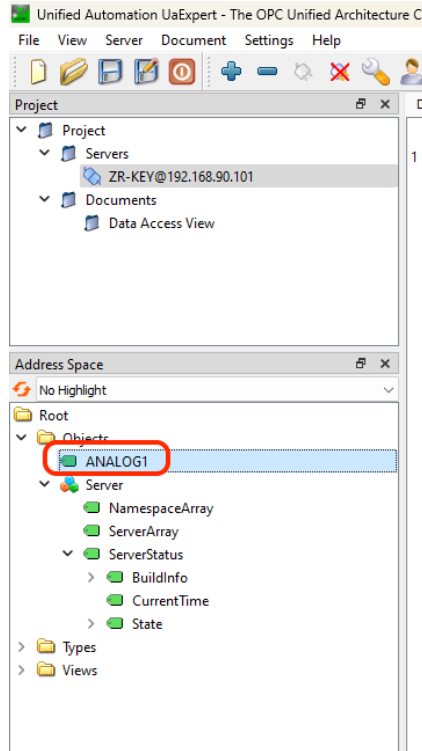 Unified Automation UaExpert - The OPC Unified Architecture C
File View Server Document Settings Help
Project
D
Project
1
Servers
ZR-KEY@192.168.90.101
Documents
Data Access View
Address Space
No Highlight
Root
Objects
ANALOG1
Server
NamespaceArray
ServerArray
ServerStatus
BuildInfo
CurrentTime
State
Types
Views